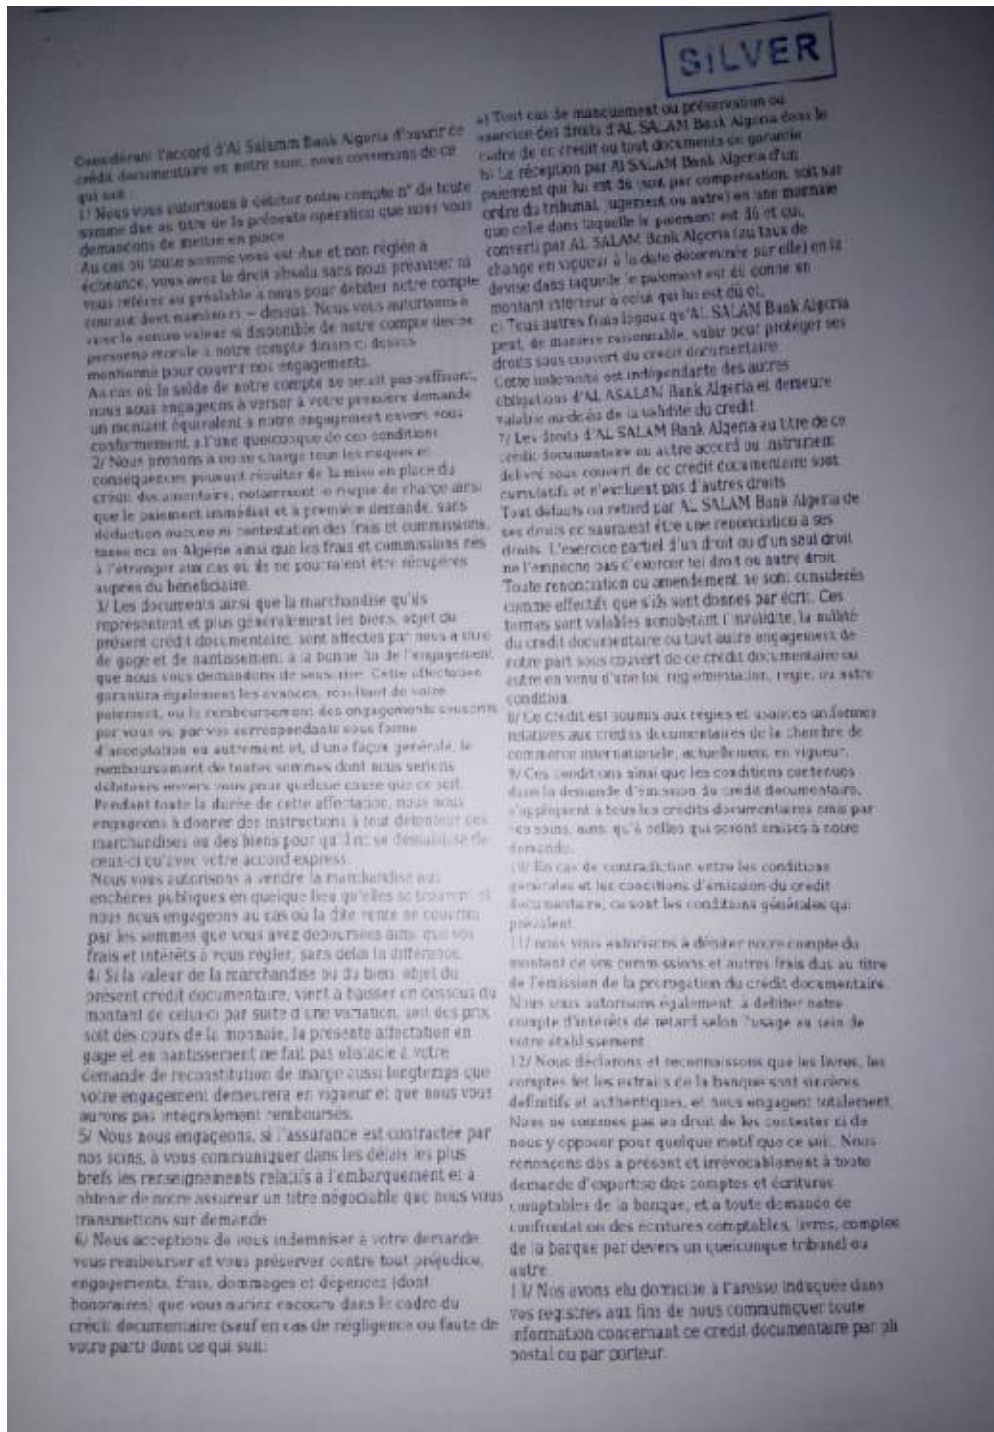 SILVER
Considérant l'accord d'Al Salamm Bank Algeria d'ouvrir ce
crédit documentaire en notre nom, nous convenons de ce
qui suit :
1/ Nous vous autorisons à débiter notre compte n° de toute
somme due au titre de la présente opération que nous vous
demandons de mettre en place
Au cas où toute somme vous est due et non réglée à
échéance, vous avez le droit absolu sans nous préaviser ni
vous référer au préalable à nous pour débiter notre compte
courant dont numéro ci – dessus. Nous vous autorisons à
virer la contre valeur si disponible de notre compte devise
personne morale à notre compte dinars ci dessus
mentionné pour couvrir nos engagements.
Au cas où le solde de notre compte ne serait pas suffisant,
nous nous engageons à verser à votre première demande
un montant équivalent à notre engagement envers vous
conformément à l'une quelconque de ces conditions
2/ Nous prenons à notre charge tous les risques et
conséquences pouvant résulter de la mise en place du
crédit documentaire, notamment le risque de change ainsi
que le paiement immédiat et à première demande, sans
déduction aucune ni contestation des frais et commissions,
taxes nés en Algérie ainsi que les frais et commissions nés
à l'étranger aux cas où ils ne pourraient être récupérés
auprès du bénéficiaire.
3/ Les documents ainsi que la marchandise qu'ils
représentent et plus généralement les biens, objet du
présent crédit documentaire, sont affectés par nous à titre
de gage et de nantissement à la bonne fin de l'engagement
que nous vous demandons de souscrire. Cette affectation
garantira également les avances, résultant de votre
paiement, ou le remboursement des engagements souscrits
par vous ou par vos correspondants sous forme
d'acceptation ou autrement et, d'une façon générale, le
remboursement de toutes sommes dont nous serions
débiteurs envers vous pour quelque cause que ce soit.
Pendant toute la durée de cette affectation, nous nous
engageons à donner des instructions à tout détenteur des
marchandises ou des biens pour qu'il ne se dessaisisse de
ceux-ci qu'avec votre accord express.
Nous vous autorisons à vendre la marchandise aux
enchères publiques en quelque lieu qu'elles se trouvent et
nous nous engageons au cas où la dite vente ne couvrira
par les sommes que vous avez déboursées ainsi que vos
frais et intérêts à vous régler, sans délai la différence.
4/ Si la valeur de la marchandise ou du bien, objet du
présent crédit documentaire, vient à baisser en dessous du
montant de celui-ci par suite d'une variation, soit des prix
soit des cours de la monnaie, la présente affectation en
gage et en nantissement ne fait pas obstacle à votre
demande de reconstitution de marge aussi longtemps que
votre engagement demeurera en vigueur et que nous vous
aurons pas intégralement remboursés.
5/ Nous nous engageons, si l'assurance est contractée par
nos soins, à vous communiquer dans les délais les plus
brefs les renseignements relatifs à l'embarquement et à
obtenir de notre assureur un titre négociable que nous vous
transmettons sur demande
6/ Nous acceptons de vous indemniser à votre demande
vous rembourser et vous préserver contre tout préjudice,
engagements, frais, dommages et dépences (dont
honoraires) que vous auriez encouru dans le cadre du
crédit documentaire (sauf en cas de négligence ou faute de
votre part) dont ce qui suit:
a) Tout cas de manquement ou préservation ou
exercice des droits d'AL SALAM Bank Algeria dans le
cadre de ce crédit ou tout documents de garantie
b) La réception par Al SALAM Bank Algeria d'un
paiement qui lui est dû (soit par compensation, soit sur
ordre du tribunal, jugement ou autre) en une monnaie
que celle dans laquelle le paiement est dû et qui,
converti par AL SALAM Bank Algeria (au taux de
change en vigueur à la date déterminée par elle) en la
devise dans laquelle le paiement est dû donne un
montant inférieur à celui qui lui est dû et,
c) Tous autres frais légaux qu'AL SALAM Bank Algeria
peut, de manière raisonnable, subir pour protéger ses
droits sous couvert du crédit documentaire
Cette indemnité est indépendante des autres
obligations d'AL ASALAM Bank Algeria et demeure
valable au-delà de la validité du crédit
7/ Les droits d'AL SALAM Bank Algeria au titre de ce
crédit documentaire ou autre accord ou instrument
délivré sous couvert de ce crédit documentaire sont
cumulatifs et n'excluent pas d'autres droits
Tout défauts ou retard par AL SALAM Bank Algeria de
ses droits ne sauraient être une renonciation à ses
droits. L'exercice partiel d'un droit ou d'un seul droit
ne l'empêche pas d'exercer tel droit ou autre droit.
Toute renonciation ou amendement ne sont considérés
comme effectifs que s'ils sont donnés par écrit. Ces
termes sont valables nonobstant l'invalidité, la nullité
du crédit documentaire ou tout autre engagement de
notre part sous couvert de ce crédit documentaire ou
autre en venu d'une loi, réglementation, règle, ou autre
condition.
8/ Ce crédit est soumis aux règles et usances uniformes
relatives aux crédits documentaires de la chambre de
commerce internationale, actuellement en vigueur.
9/ Ces conditions ainsi que les conditions contenues
dans la demande d'émission du crédit documentaire,
s'appliquent à tous les crédits documentaires émis par
vos soins, ainsi qu'à celles qui seront émises à notre
demande.
10/ En cas de contradiction entre les conditions
générales et les conditions d'émission du crédit
documentaire, ce sont les conditions générales qui
prévalent.
11/ nous vous autorisons à débiter notre compte du
montant de vos commissions et autres frais dus au titre
de l'émission de la prorogation du crédit documentaire
Nous vous autorisons également, à débiter notre
compte d'intérêts de retard selon l'usage au sein de
votre établissement
12/ Nous déclarons et reconnaissons que les livres, les
comptes et les extraits de la banque sont sincères,
définitifs et authentiques, et nous engagent totalement
Nous ne sommes pas en droit de les contester ni de
nous y opposer pour quelque motif que ce soit. Nous
renonçons dès à présent et irrévocablement à toute
demande d'expertise des comptes et écritures
comptables de la banque, et à toute demande de
confrontation des écritures comptables, livres, comptes
de la banque par devers un quelconque tribunal ou
autre
13/ Nos avons élu domicile à l'aresse indiquée dans
vos registres aux fins de nous communiquer toute
information concernant ce crédit documentaire par pli
postal ou par porteur.